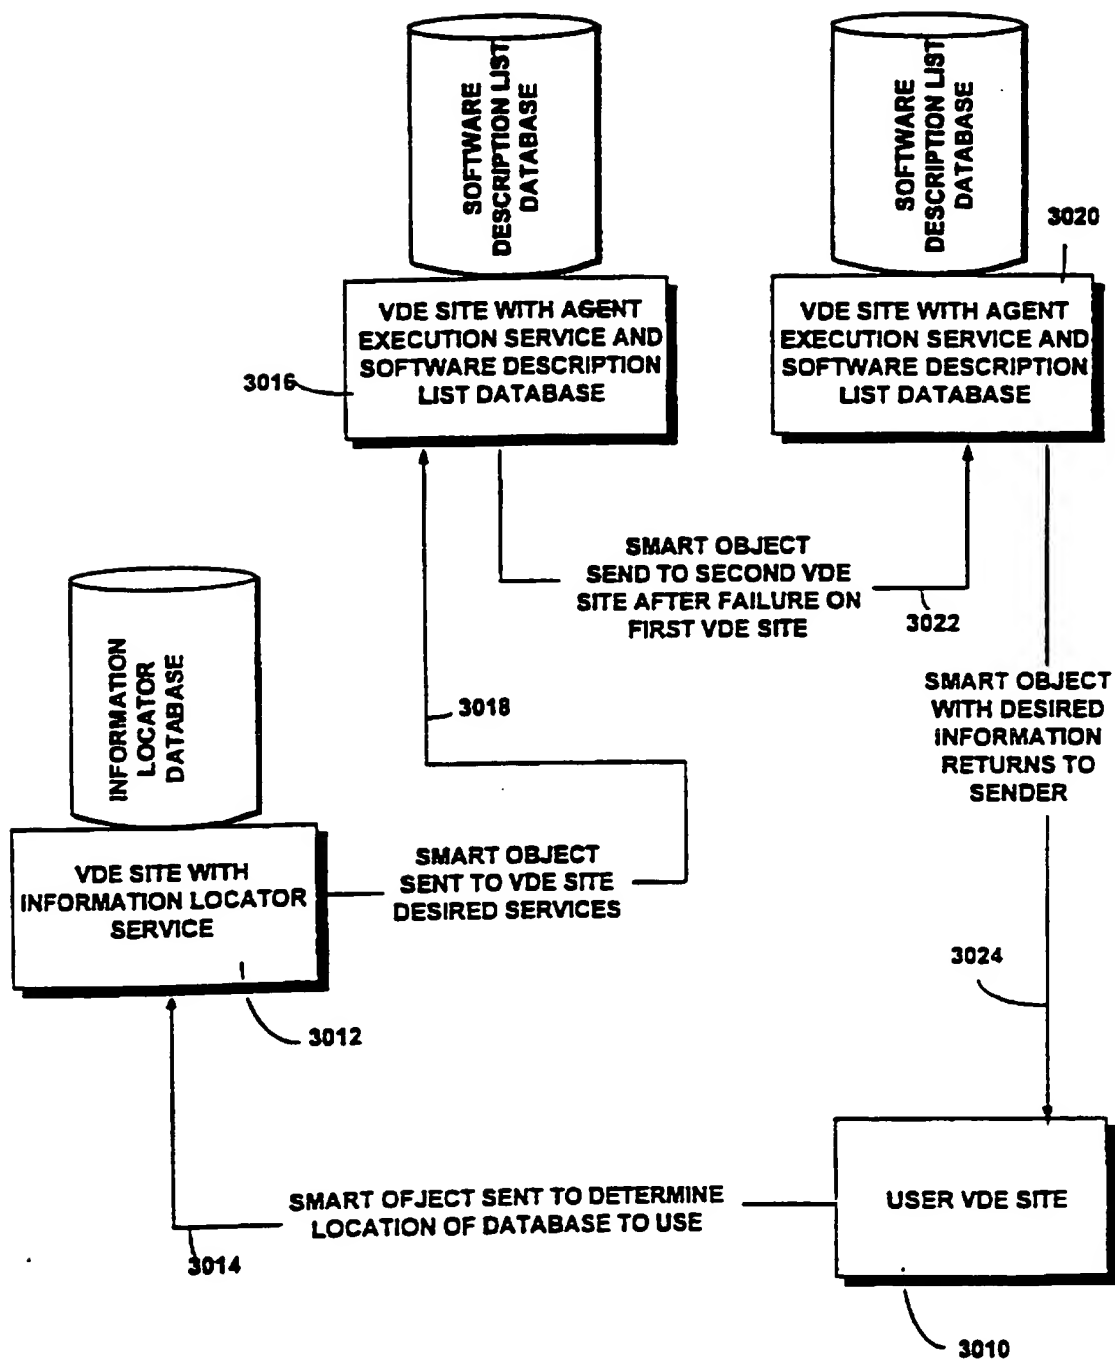 SOFTWARE
DESCRIPTION LIST
DATABASE
SOFTWARE
DESCRIPTION LIST
DATABASE
3020
VDE SITE WITH AGENT
EXECUTION SERVICE AND
SOFTWARE DESCRIPTION
LIST DATABASE
3016
VDE SITE WITH AGENT
EXECUTION SERVICE AND
SOFTWARE DESCRIPTION
LIST DATABASE
SMART OBJECT
SEND TO SECOND VDE
SITE AFTER FAILURE ON
FIRST VDE SITE
3022
INFORMATION
LOCATOR
DATABASE
3018
SMART OBJECT
WITH DESIRED
INFORMATION
RETURNS TO
SENDER
VDE SITE WITH
INFORMATION LOCATOR
SERVICE
SMART OBJECT
SENT TO VDE SITE
DESIRED SERVICES
3024
3012
SMART OFJECT SENT TO DETERMINE
LOCATION OF DATABASE TO USE
USER VDE SITE
3014
3010